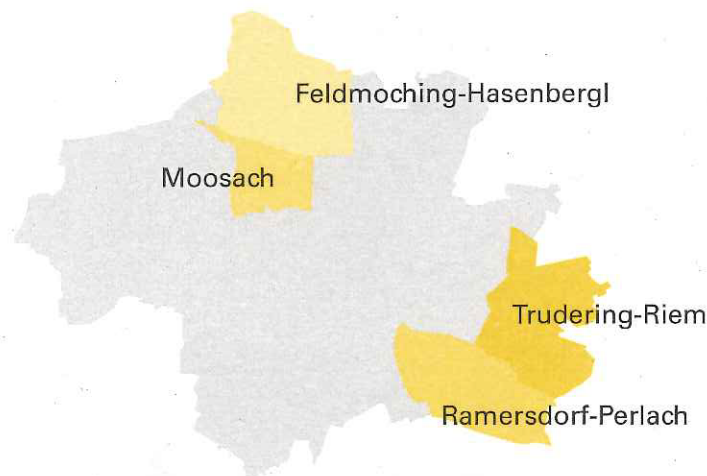 Feldmoching-Hasenbergl
Moosach
Trudering-Riem
Ramersdorf-Perlach